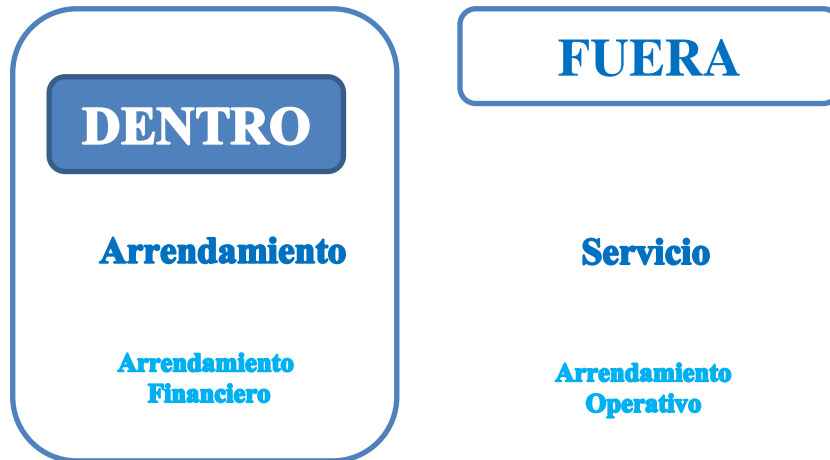 DENTRO
Arrendamiento
Arrendamiento
Financiero
FUERA
Servicio
Arrendamiento
Operativo